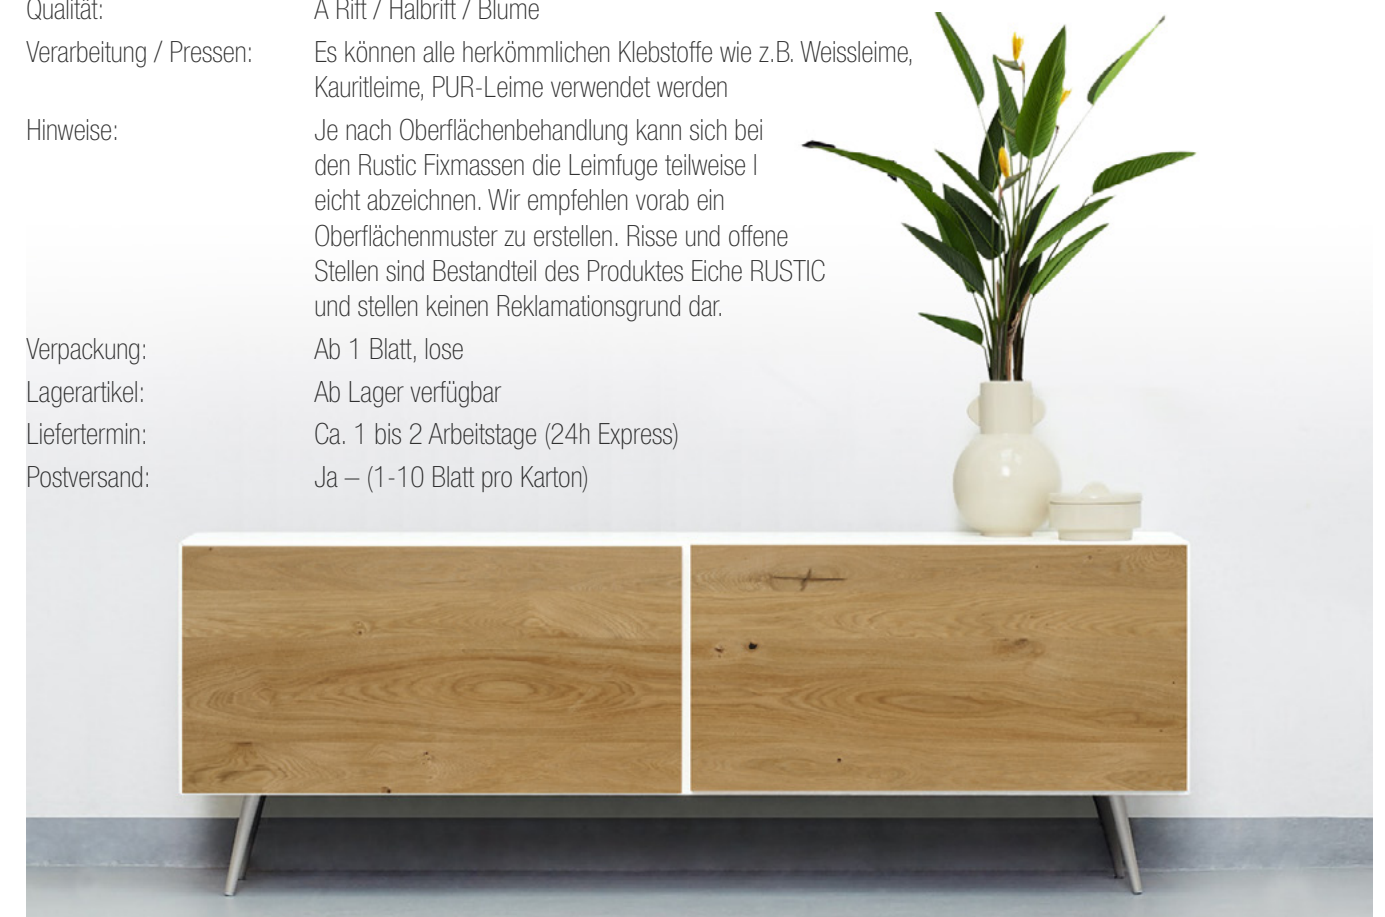 Qualität: A Rift / Halbrift / Blume
Verarbeitung / Pressen: Es können alle herkömmlichen Klebstoffe wie z.B. Weissleime,
Kauritleime, PUR-Leime verwendet werden
Hinweise: Je nach Oberflächenbehandlung kann sich bei
den Rustic Fixmassen die Leimfuge teilweise l
eicht abzeichnen. Wir empfehlen vorab ein
Oberflächenmuster zu erstellen. Risse und offene
Stellen sind Bestandteil des Produktes Eiche RUSTIC
und stellen keinen Reklamationsgrund dar.
Verpackung: Ab 1 Blatt, lose
Lagerartikel: Ab Lager verfügbar
Liefertermin: Ca. 1 bis 2 Arbeitstage (24h Express)
Postversand: Ja – (1-10 Blatt pro Karton)